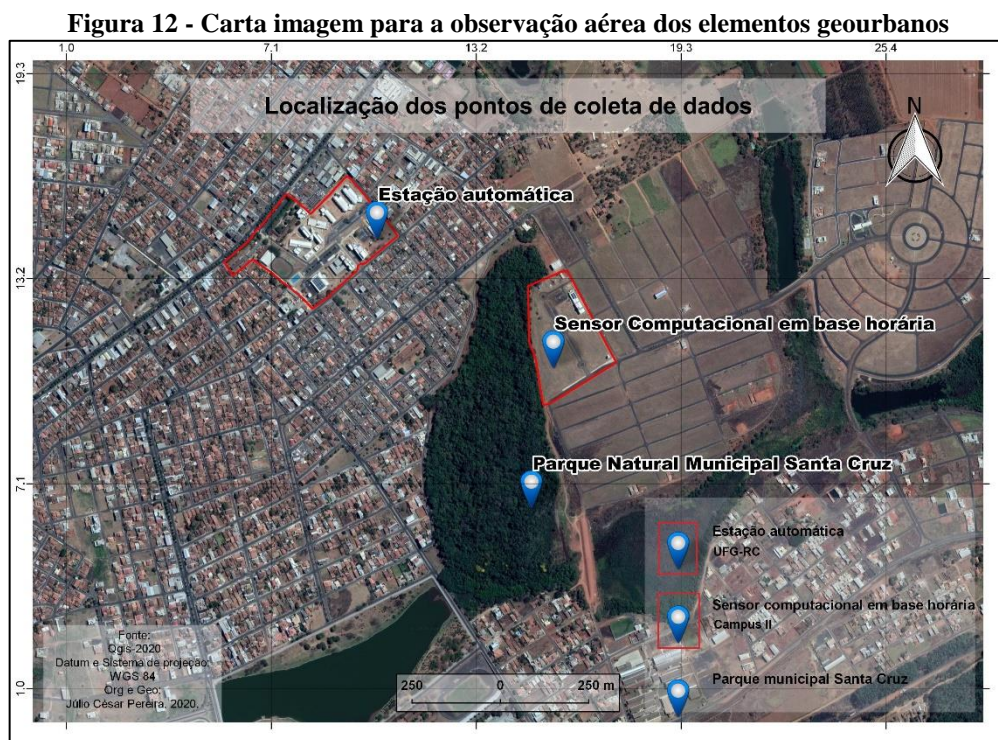 Figura 12 - Carta imagem para a observação aérea dos elementos geourbanos
1.0 7.1 13.2 19.3 25.4
19.3
Localização dos pontos de coleta de dados
N
Estação automática
13.2
Sensor Computacional em base horária
Parque Natural Municipal Santa Cruz
7.1
Estação automática
UFG-RC
Sensor computacional em base horária
Campus II
Parque municipal Santa Cruz
Fonte:
Qgis-2020
Datum e Sistema de projeção:
WGS 84
Org e Geo:
Júlio César Pereira, 2020,
1.0
250 0 250 m